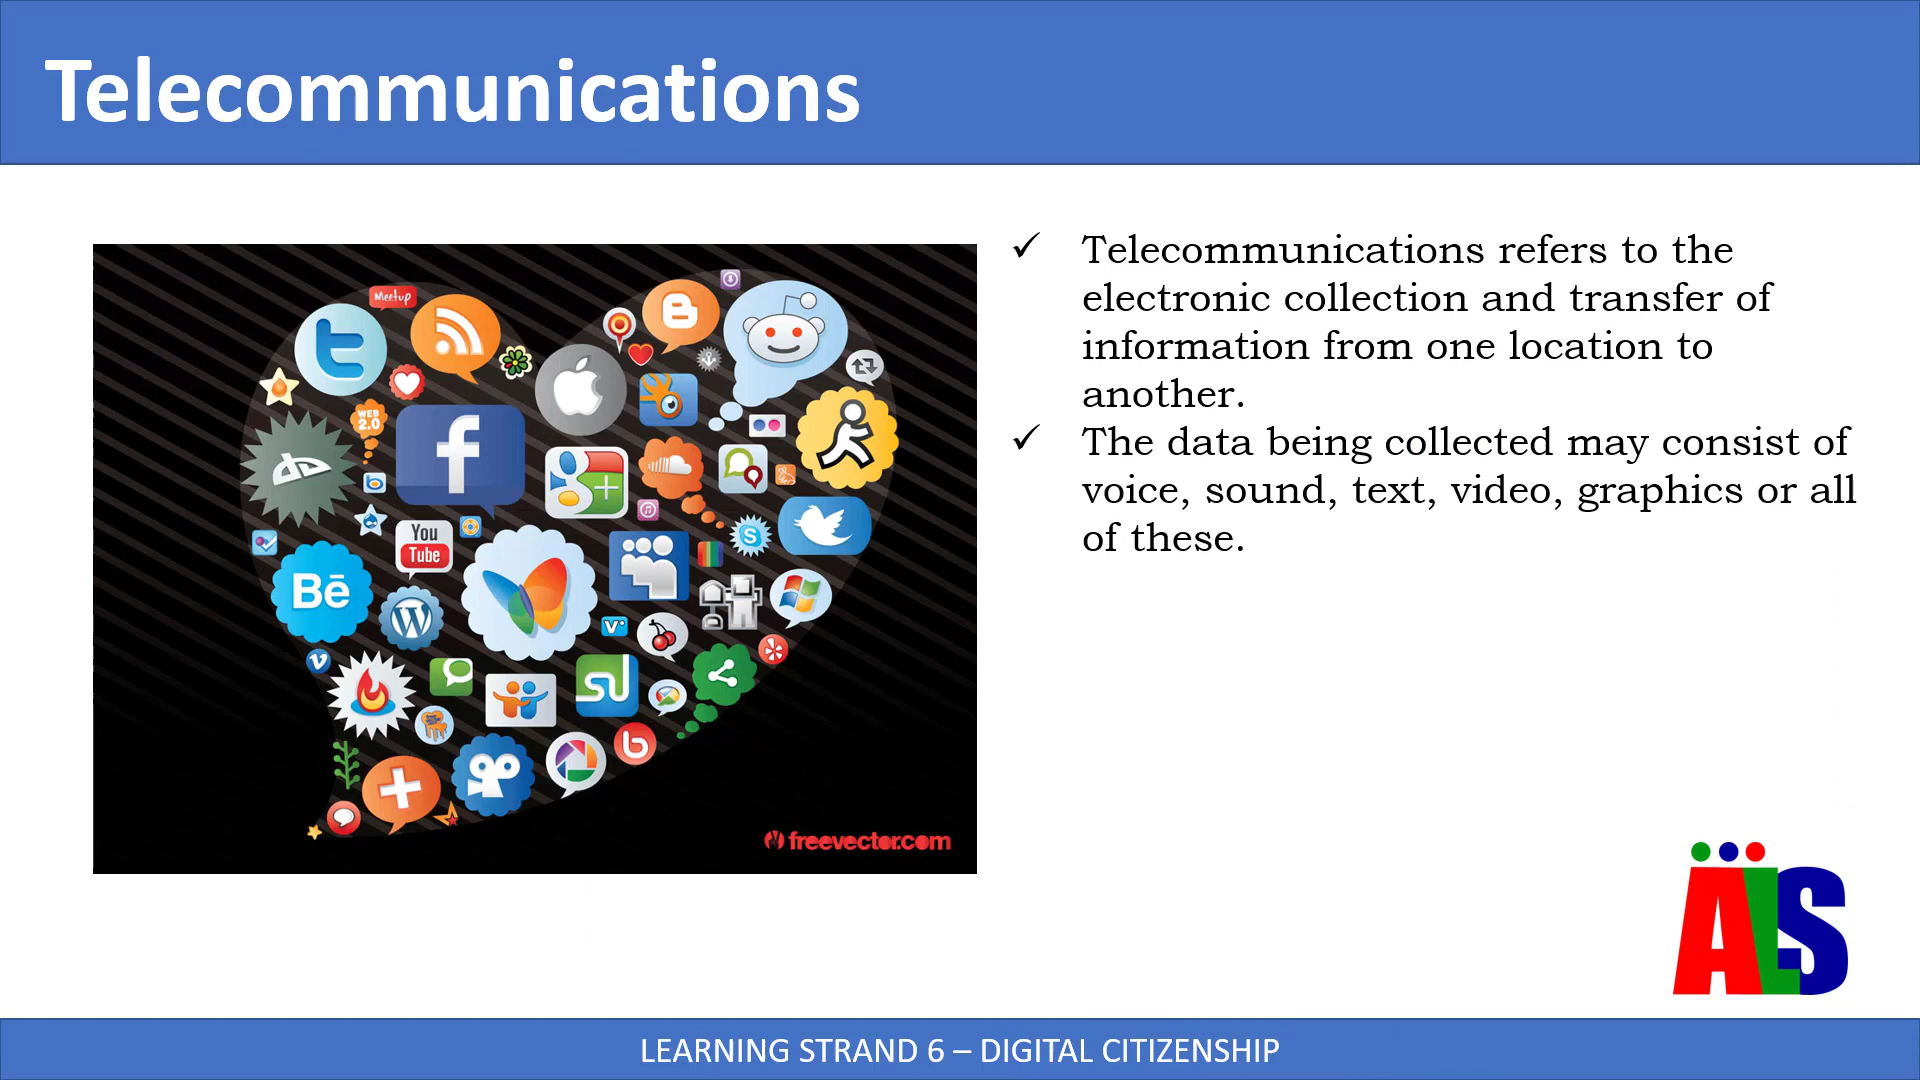 Telecommunications
Meetup
WEB
2.0
You
Tube
Bē
freevector.com
✓ Telecommunications refers to the
electronic collection and transfer of
information from one location to
another.
✓ The data being collected may consist of
voice, sound, text, video, graphics or all
of these.
ALS
LEARNING STRAND 6 – DIGITAL CITIZENSHIP